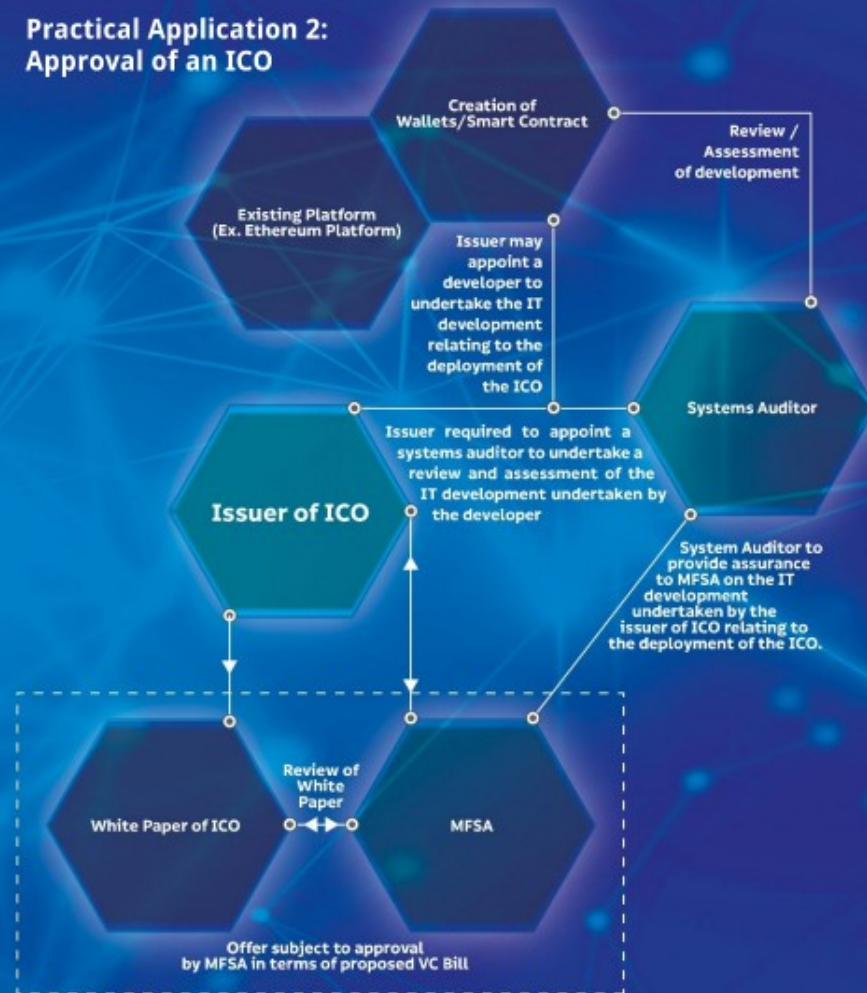 Practical Application 2:
Approval of an ICO
Creation of
Wallets/Smart Contract
Review /
Assessment
of development
Existing Platform
(Ex. Ethereum Platform)
Issuer may
appoint a
developer to
undertake the IT
development
relating to the
deployment of
the ICO
Systems Auditor
Issuer required to appoint a
systems auditor to undertake a
review and assessment of the
IT development undertaken by
the developer
Issuer of ICO
System Auditor to
provide assurance
to MFSA on the IT
development
undertaken by the
issuer of ICO relating to
the deployment of the ICO.
Review of
White
Paper
White Paper of ICO
MFSA
Offer subject to approval
by MFSA in terms of proposed VC Bill